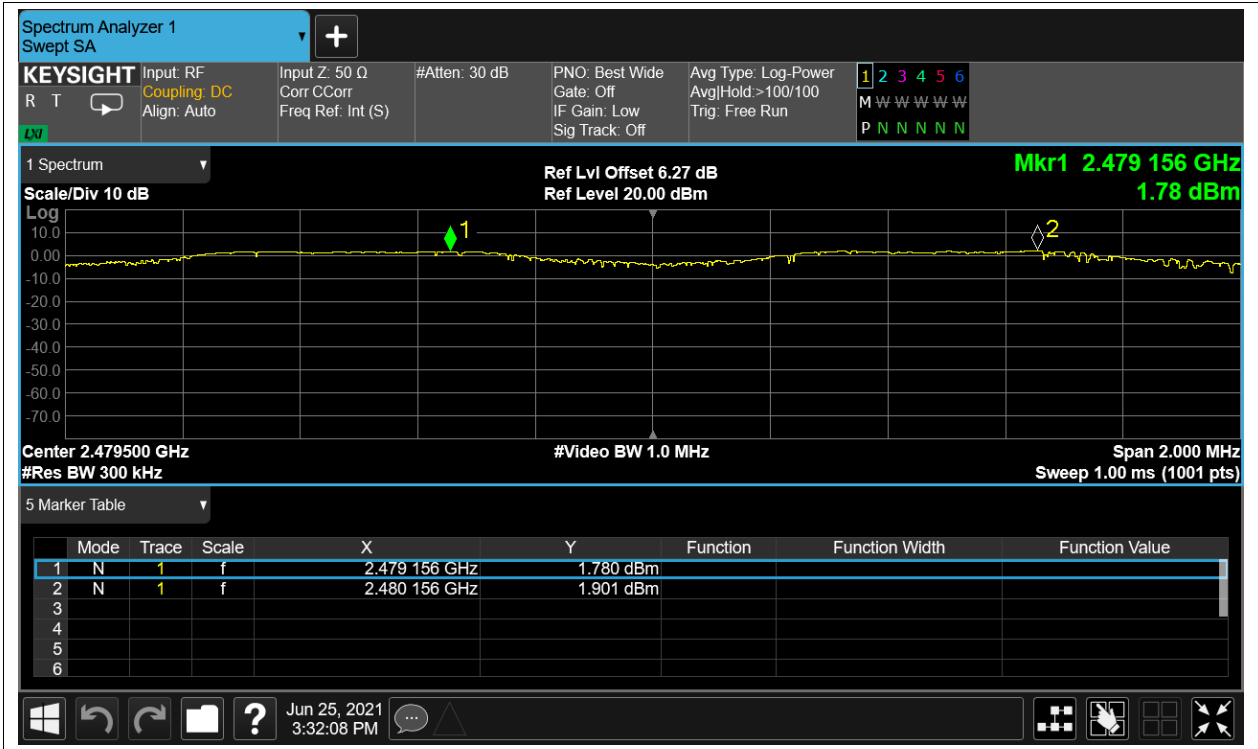 Spectrum Analyzer 1
Swept SA
+
KEYSIGHT
R T
LXI
Input: RF
Coupling: DC
Align: Auto
Input Z: 50 Ω
Corr CCorr
Freq Ref: Int (S)
#Atten: 30 dB
PNO: Best Wide
Gate: Off
IF Gain: Low
Sig Track: Off
Avg Type: Log-Power
Avg|Hold:>100/100
Trig: Free Run
1 2 3 4 5 6
M W W W W W
P N N N N N
1 Spectrum
Scale/Div 10 dB
Ref Lvl Offset 6.27 dB
Ref Level 20.00 dBm
Mkr1 2.479 156 GHz
1.78 dBm
Log
10.0
0.00
-10.0
-20.0
-30.0
-40.0
-50.0
-60.0
-70.0
1
2
Center 2.479500 GHz
#Res BW 300 kHz
#Video BW 1.0 MHz
Span 2.000 MHz
Sweep 1.00 ms (1001 pts)
5 Marker Table
Mode Trace Scale X Y Function Function Width Function Value
1 N 1 f 2.479 156 GHz 1.780 dBm
2 N 1 f 2.480 156 GHz 1.901 dBm
3
4
5
6
?
Jun 25, 2021
3:32:08 PM